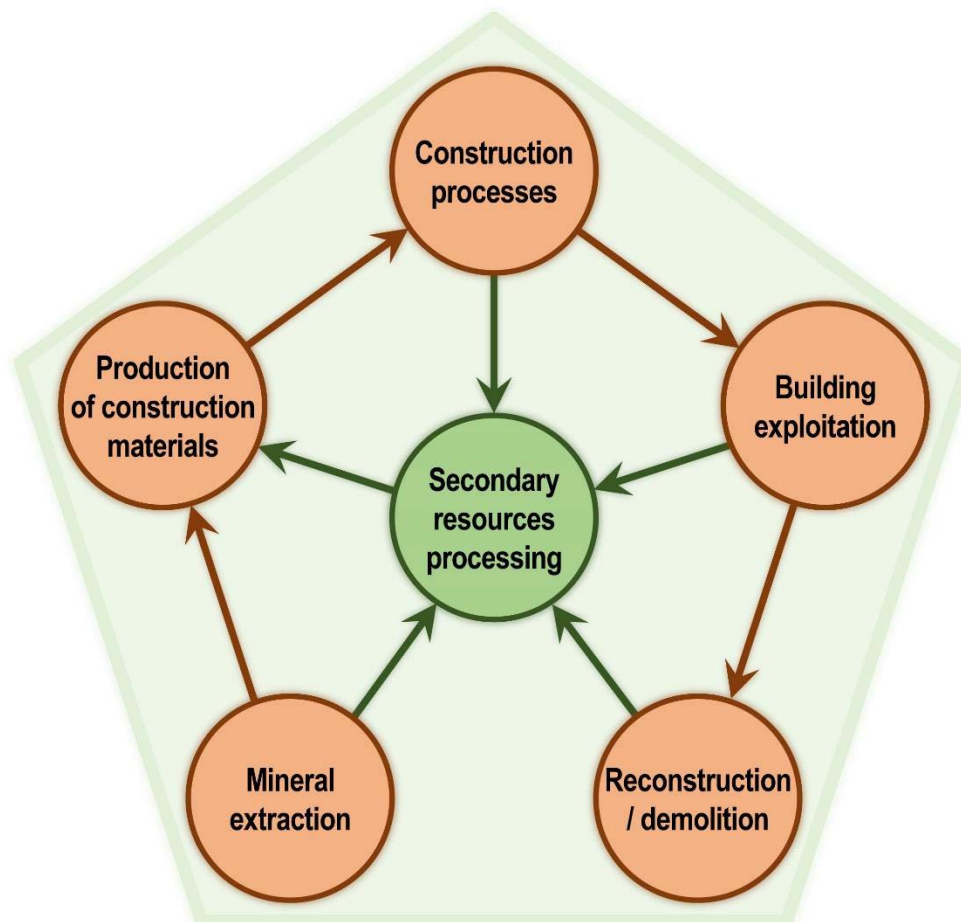 Construction
processes
Production
of construction
materials
Building
exploitation
Secondary
resources
processing
Mineral
extraction
Reconstruction
/ demolition